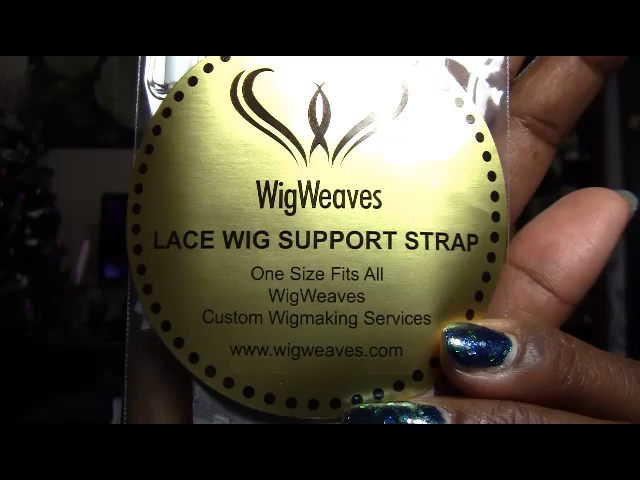 WigWeaves
LACE WIG SUPPORT STRAP
One Size Fits All
WigWeaves
Custom Wigmaking Services
www.wigweaves.com